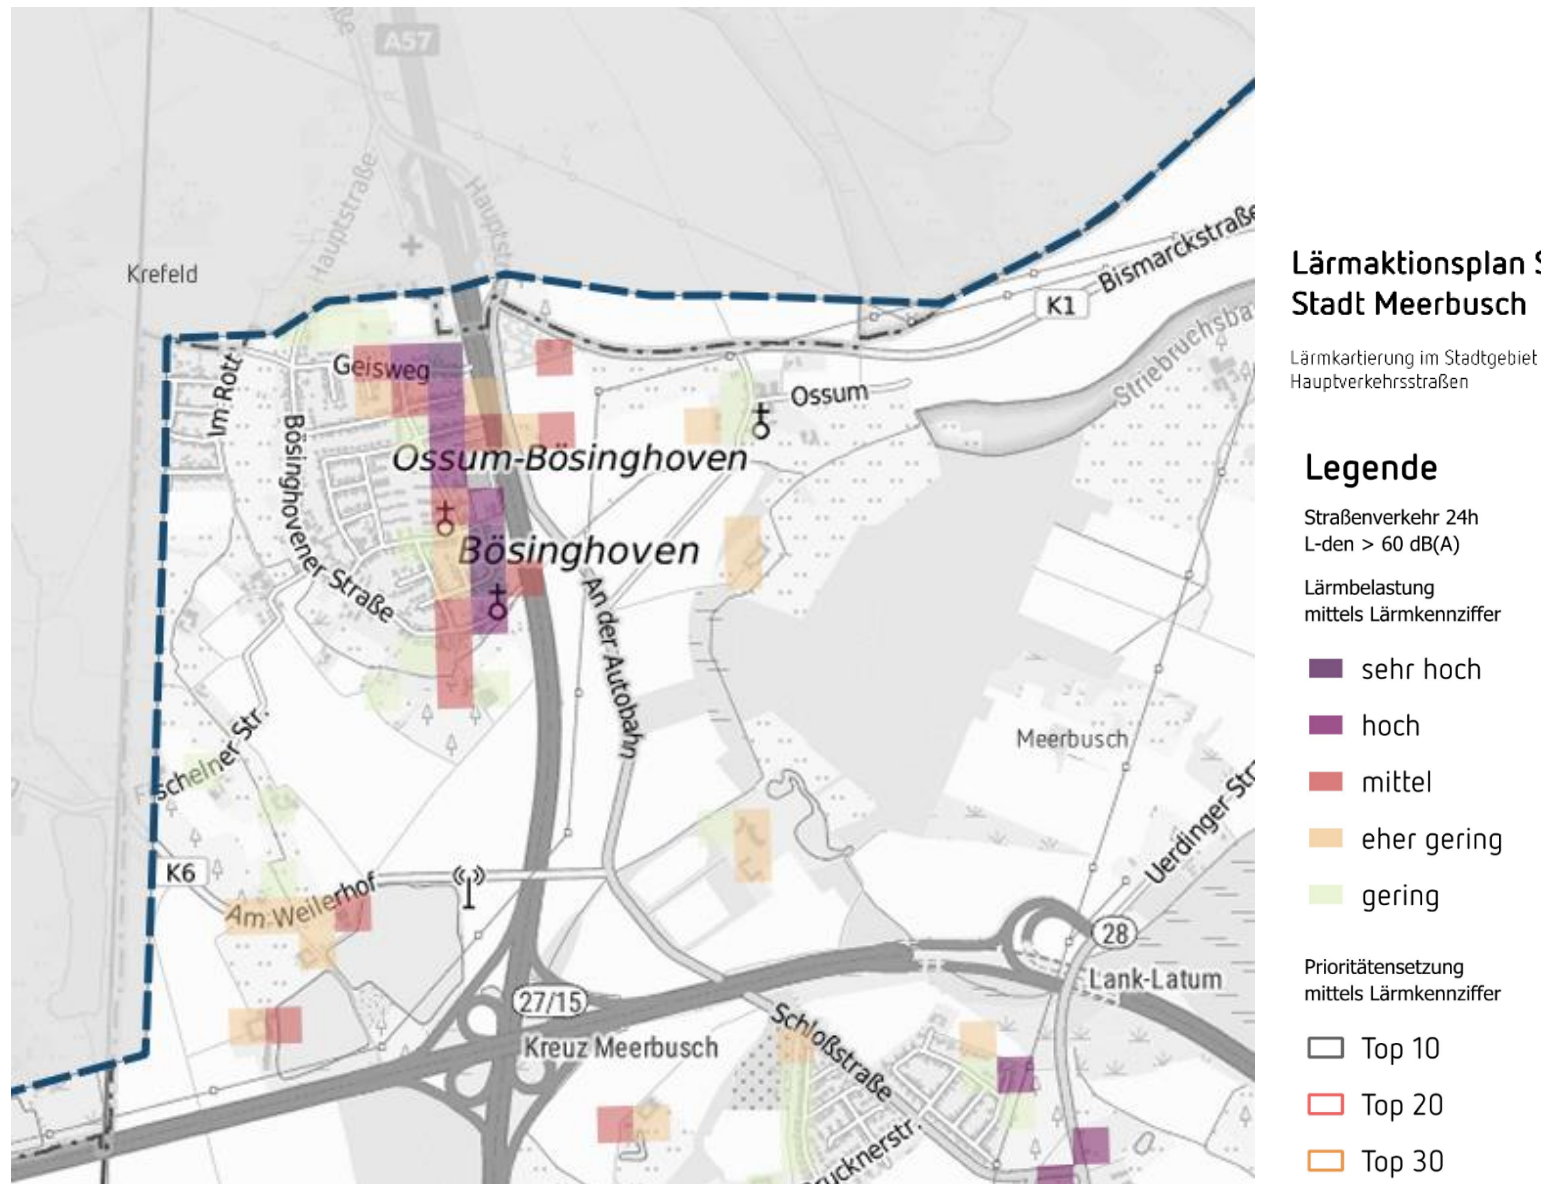 A57
Hauptstraße
Krefeld
Bismarckstraße
K1
Striebruchsba
Geisweg
Im Rott
Bösinghovener Straße
Ossum
Ossum-Bösinghoven
Bösinghoven
An der Autobahn
Meerbusch
K6
Am Weilerhof
Uerdinger Str
28
Lank-Latum
27/15
Kreuz Meerbusch
Schloßstraße
Lärmaktionsplan S
Stadt Meerbusch
Lärmkartierung im Stadtgebiet
Hauptverkehrsstraßen
Legende
Straßenverkehr 24h
L-den > 60 dB(A)
Lärmbelastung
mittels Lärmkennziffer
sehr hoch
hoch
mittel
eher gering
gering
Prioritätensetzung
mittels Lärmkennziffer
Top 10
Top 20
Top 30